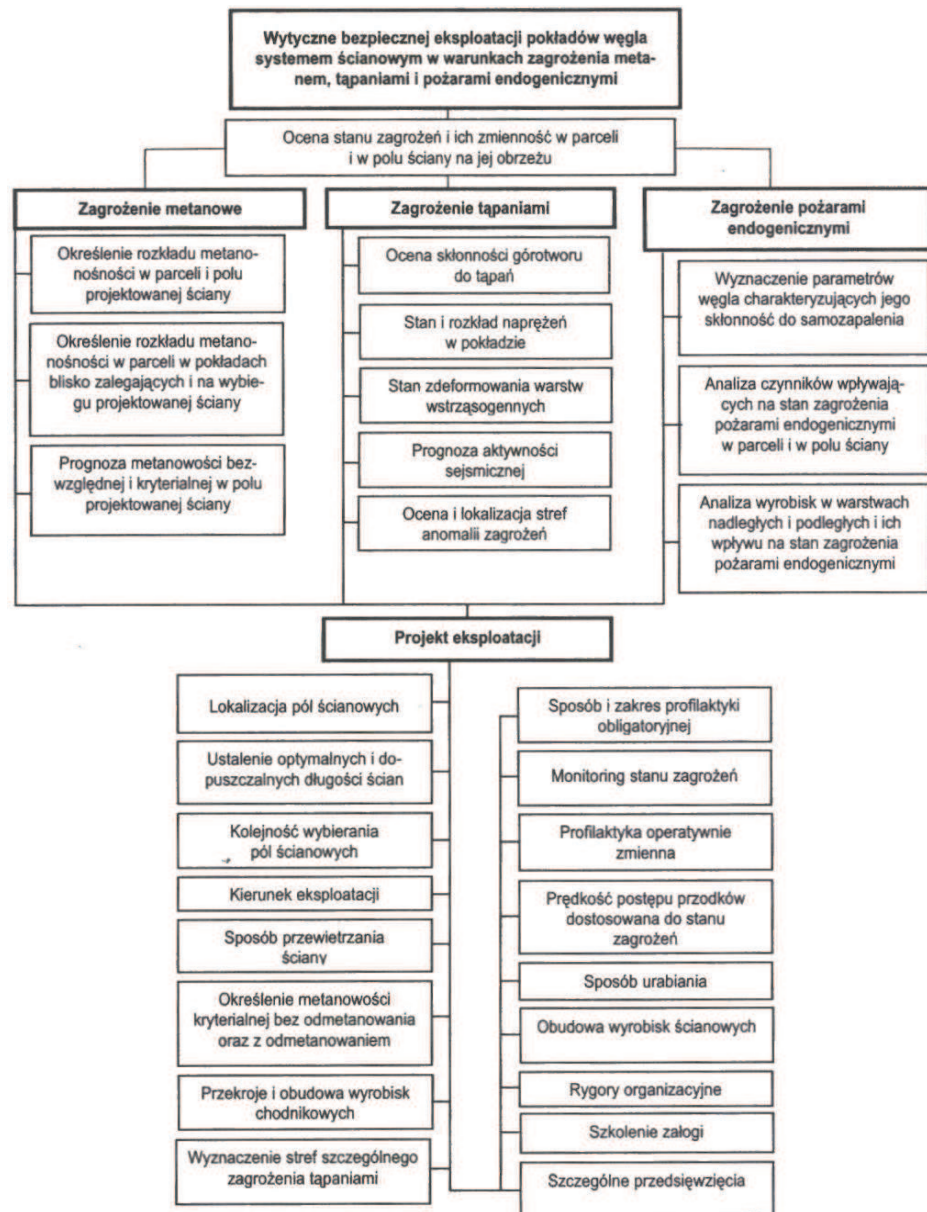 Wytyczne bezpiecznej eksploatacji pokładów węgla
systemem ścianowym w warunkach zagrożenia meta-
nem, tąpaniami i pożarami endogenicznymi
Ocena stanu zagrożeń i ich zmienność w parceli
i w polu ściany na jej obrzeżu
Zagrożenie metanowe
Określenie rozkładu metano-
nośności w parceli i polu
projektowanej ściany
Określenie rozkładu metano-
nośności w parceli w pokładach
blisko zalegających i na wybie-
gu projektowanej ściany
Prognoza metanowości bez-
względnej i kryterialnej w polu
projektowanej ściany
Zagrożenie tąpaniami
Ocena skłonności górotworu
do tąpań
Stan i rozkład naprężeń
w pokładzie
Stan zdeformowania warstw
wstrząsogennych
Prognoza aktywności
sejsmicznej
Ocena i lokalizacja stref
anomalii zagrożeń
Zagrożenie pożarami
endogenicznymi
Wyznaczenie parametrów
węgla charakteryzujących jego
skłonność do samozapalenia
Analiza czynników wpływają-
cych na stan zagrożenia
pożarami endogenicznymi
w parceli i w polu ściany
Analiza wyrobisk w warstwach
nadległych i podległych i ich
wpływu na stan zagrożenia
pożarami endogenicznymi
Projekt eksploatacji
Lokalizacja pól ścianowych
Ustalenie optymalnych i do-
puszczalnych długości ścian
Kolejność wybierania
pól ścianowych
Kierunek eksploatacji
Sposób przewietrzania
ściany
Określenie metanowości
kryterialnej bez odmetanowania
oraz z odmetanowaniem
Przekroje i obudowa wyrobisk
chodnikowych
Wyznaczenie stref szczególnego
zagrożenia tąpaniami
Sposób i zakres profilaktyki
obligatoryjnej
Monitoring stanu zagrożeń
Profilaktyka operatywnie
zmienna
Prędkość postępu przodków
dostosowana do stanu
zagrożeń
Sposób urabiania
Obudowa wyrobisk ścianowych
Rygory organizacyjne
Szkolenie załogi
Szczególne przedsięwzięcia